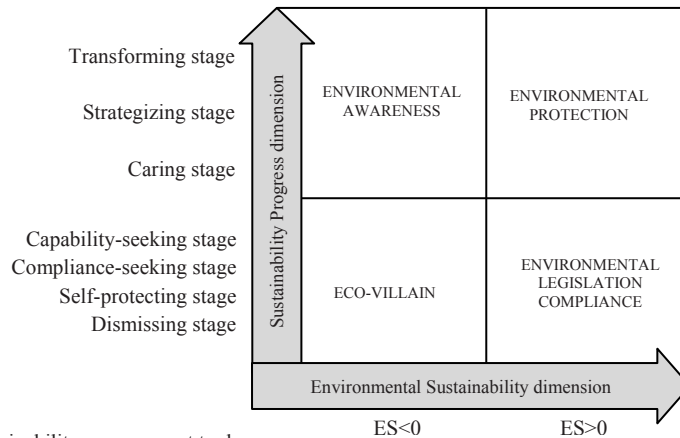 Transforming stage
Strategizing stage
Caring stage
Capability-seeking stage
Compliance-seeking stage
Self-protecting stage
Dismissing stage
Sustainability Progress dimension
ENVIRONMENTAL
AWARENESS
ENVIRONMENTAL
PROTECTION
ECO-VILLAIN
ENVIRONMENTAL
LEGISLATION
COMPLIANCE
Environmental Sustainability dimension
ES<0
ES>0